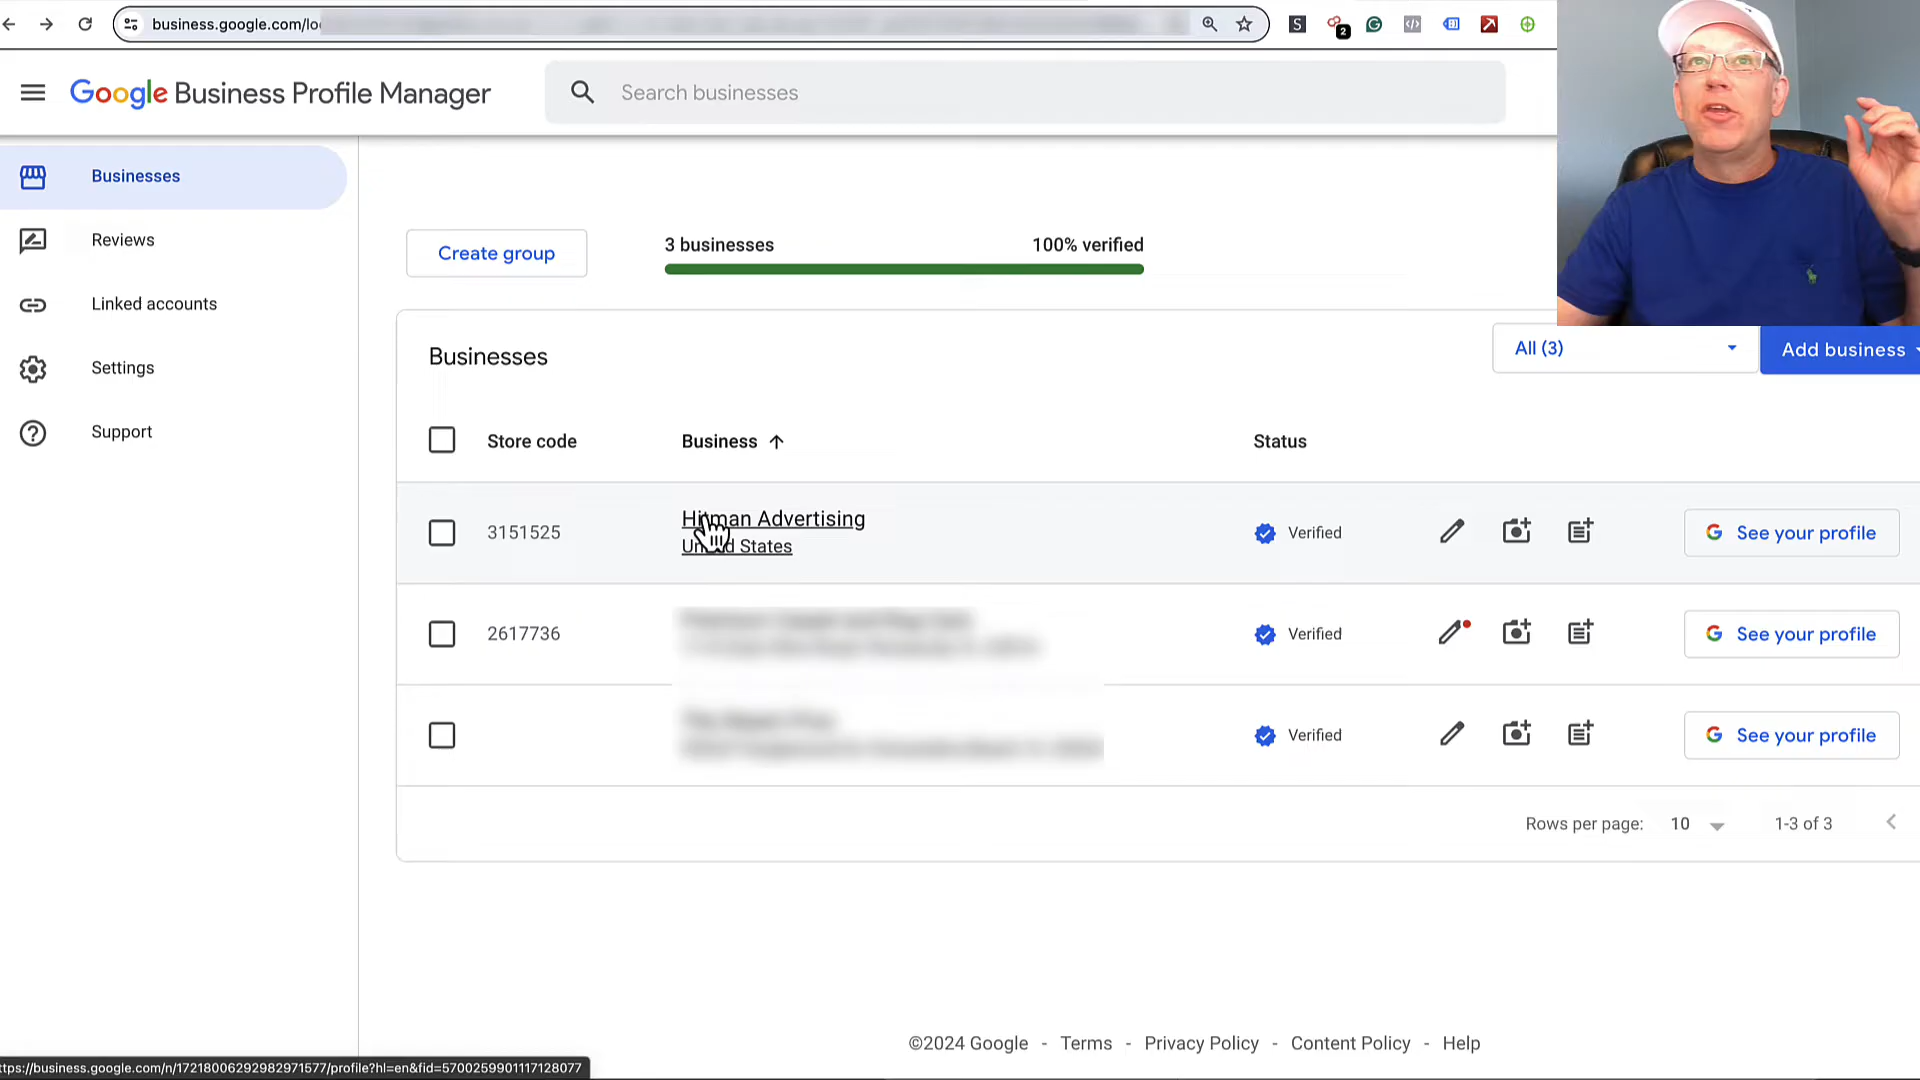 business.google.com/lo
2
Google Business Profile Manager
Search businesses
Businesses
Reviews
Linked accounts
Settings
Support
Create group
3 businesses
100% verified
Businesses
All (3)
Add business
Store code
Business
Status
3151525
Hitman Advertising
United States
Verified
See your profile
2617736
Verified
See your profile
Verified
See your profile
Rows per page:
10
1-3 of 3
©2024 Google - Terms - Privacy Policy - Content Policy - Help
ttps://business.google.com/n/17218006292982971577/profile?hl=en&fid=5700259901117128077